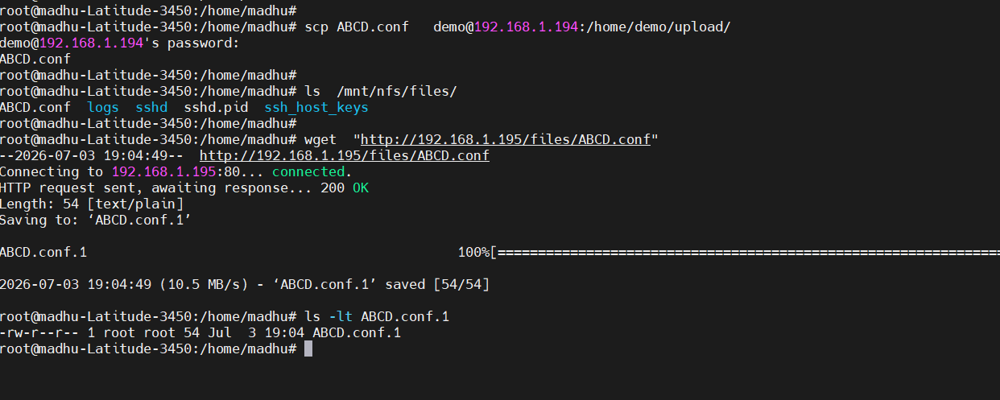 root@madhu-Latitude-3450:/home/madhu#
root@madhu-Latitude-3450:/home/madhu# scp ABCD.conf   demo@192.168.1.194:/home/demo/upload/
demo@192.168.1.194's password:
ABCD.conf
root@madhu-Latitude-3450:/home/madhu#
root@madhu-Latitude-3450:/home/madhu# ls  /mnt/nfs/files/
ABCD.conf  logs  sshd  sshd.pid  ssh_host_keys
root@madhu-Latitude-3450:/home/madhu#
root@madhu-Latitude-3450:/home/madhu# wget  "http://192.168.1.195/files/ABCD.conf"
--2026-07-03 19:04:49--  http://192.168.1.195/files/ABCD.conf
Connecting to 192.168.1.195:80... connected.
HTTP request sent, awaiting response... 200 OK
Length: 54 [text/plain]
Saving to: ‘ABCD.conf.1’
ABCD.conf.1 100%[==============================================================
2026-07-03 19:04:49 (10.5 MB/s) - ‘ABCD.conf.1’ saved [54/54]
root@madhu-Latitude-3450:/home/madhu# ls -lt ABCD.conf.1
-rw-r--r-- 1 root root 54 Jul  3 19:04 ABCD.conf.1
root@madhu-Latitude-3450:/home/madhu#